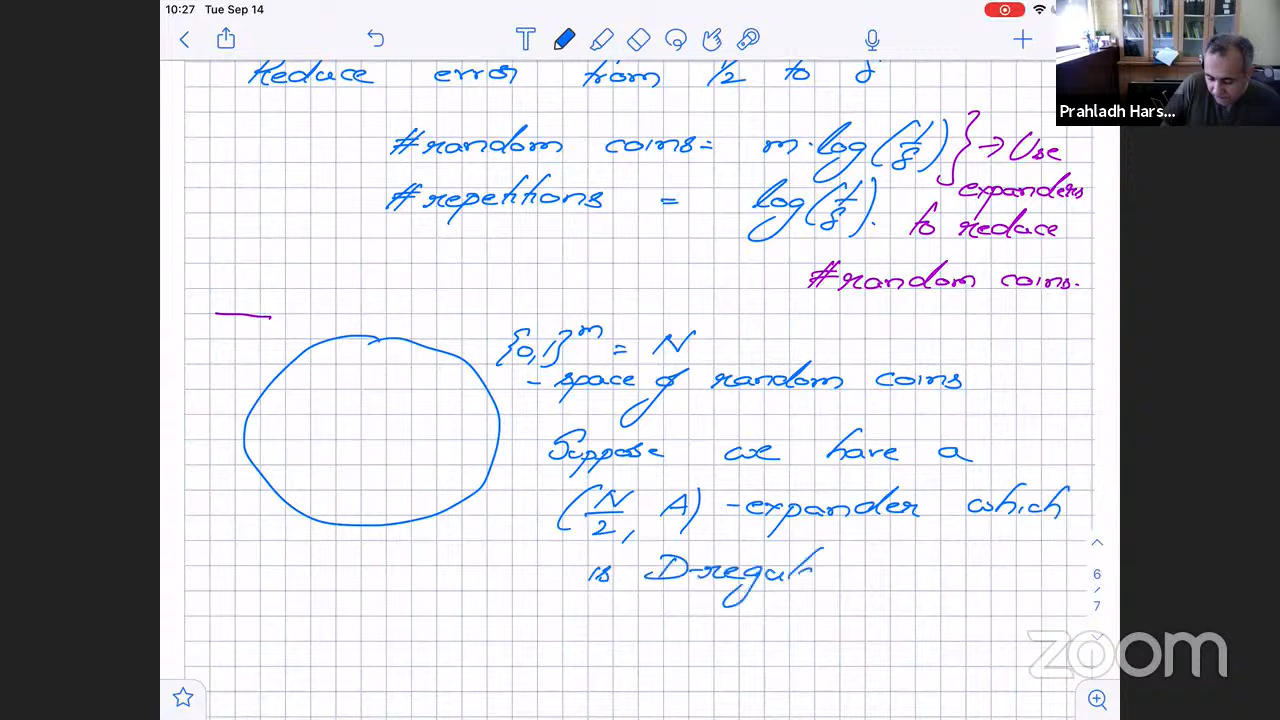 10:27 Tue Sep 14
Reduce error from 1/2 to δ
#random coins = m·log(1/δ) } → Use
expanders
#repetitions = log(1/δ). to reduce
#random coins.
{0,1}^m = N
- space of random coins
Suppose we have a
(N/2, A) - expander which
is D-regul
Prahladh Hars...
6
/
7
zoom